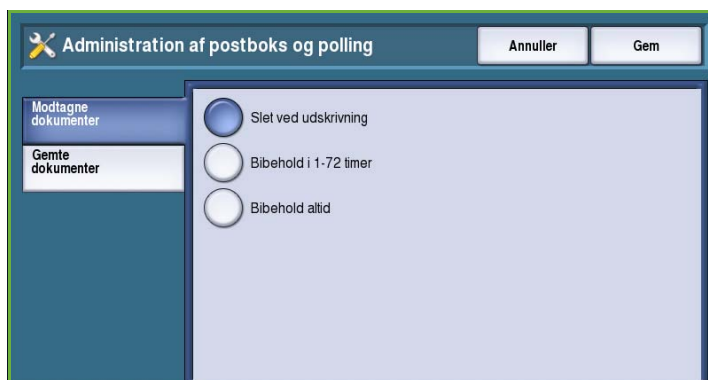 Administration af postboks og polling
Annuller
Gem
Modtagne
dokumenter
Gemte
dokumenter
Slet ved udskrivning
Bibehold i 1-72 timer
Bibehold altid